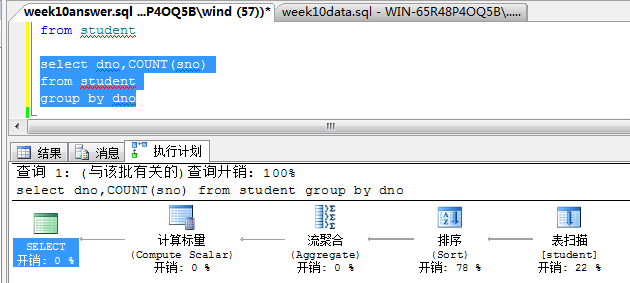 week10answer.sql ...P4OQ5B\wind (57))*
week10data.sql - WIN-65R48P4OQ5B\.....
from student
select dno,COUNT(sno)
from student
group by dno
结果
消息
执行计划
查询 1: (与该批有关的)查询开销: 100%
select dno,COUNT(sno) from student group by dno
SELECT
开销: 0 %
计算标量
(Compute Scalar)
开销: 0 %
流聚合
(Aggregate)
开销: 0 %
排序
(Sort)
开销: 78 %
表扫描
[student]
开销: 22 %